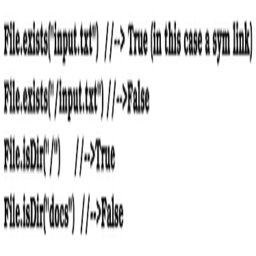 File.exists("input.txt") //--> True (in this case a sym link)
File.exists("/input.txt") //-->False
File.isDir("/") //-->True
File.isDir("docs") //-->False